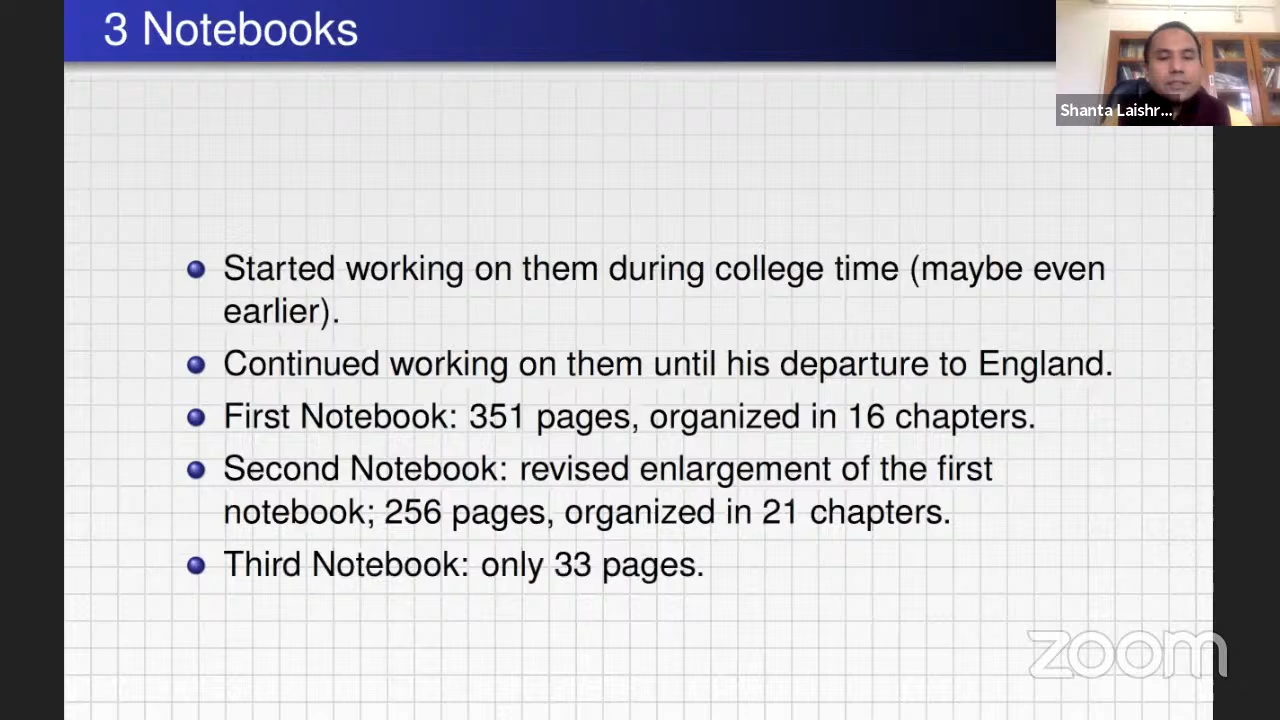 3 Notebooks
Shanta Laishr...
Started working on them during college time (maybe even
earlier).
Continued working on them until his departure to England.
First Notebook: 351 pages, organized in 16 chapters.
Second Notebook: revised enlargement of the first
notebook; 256 pages, organized in 21 chapters.
Third Notebook: only 33 pages.
zoom